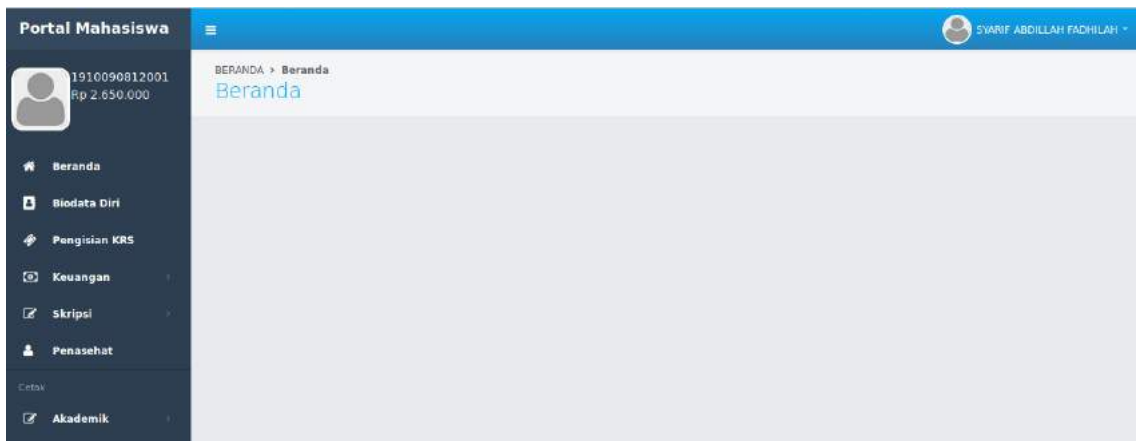 Portal Mahasiswa
SYARIF ABDILLAH FADHILAH
1910090812001
Rp 2.650.000
BERANDA > Beranda
Beranda
Beranda
Biodata Diri
Pengisian KRS
Keuangan
Skripsi
Penasehat
Cetak
Akademik